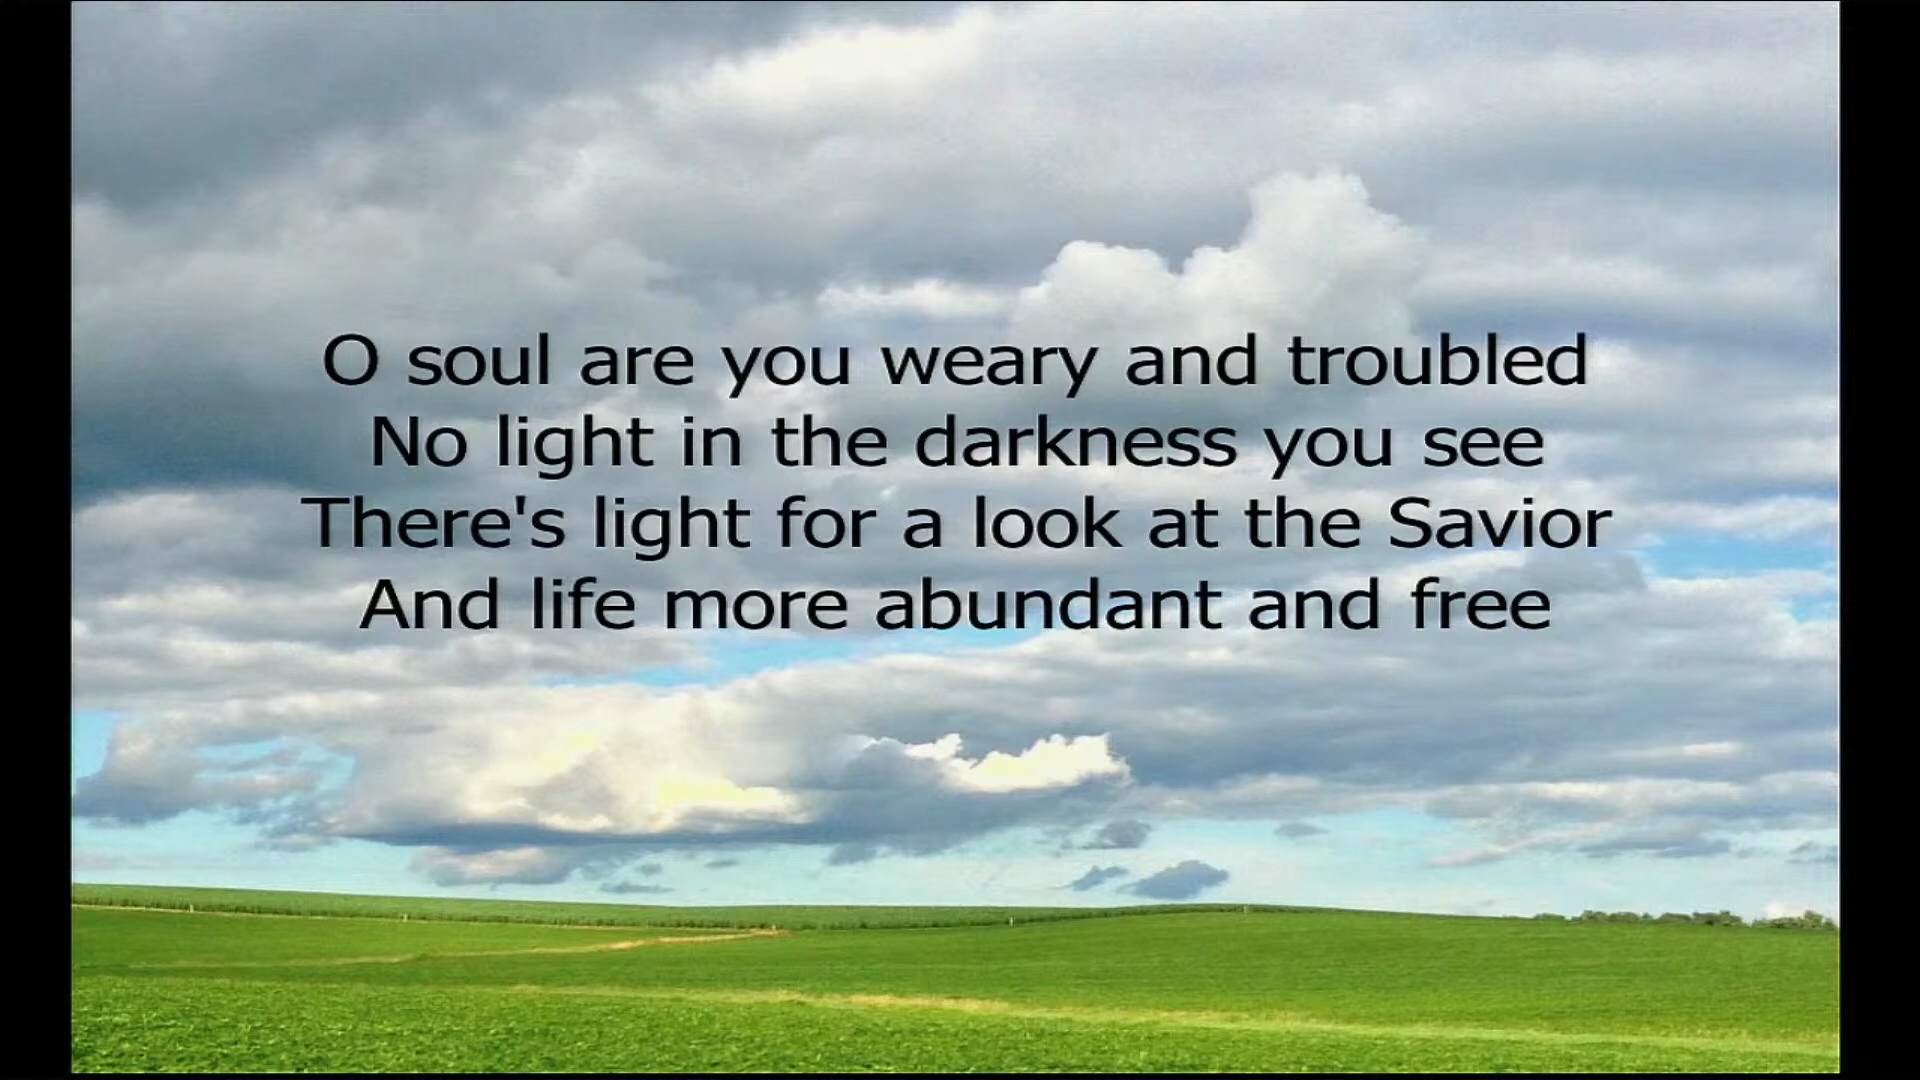 O soul are you weary and troubled
No light in the darkness you see
There's light for a look at the Savior
And life more abundant and free